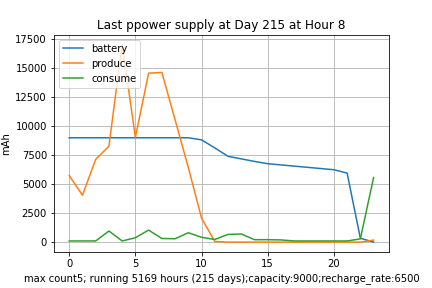 Last ppower supply at Day 215 at Hour 8
17500
15000
12500
10000
7500
5000
2500
0
mAh
battery
produce
consume
0 5 10 15 20
max count5; running 5169 hours (215 days);capacity:9000;recharge_rate:6500